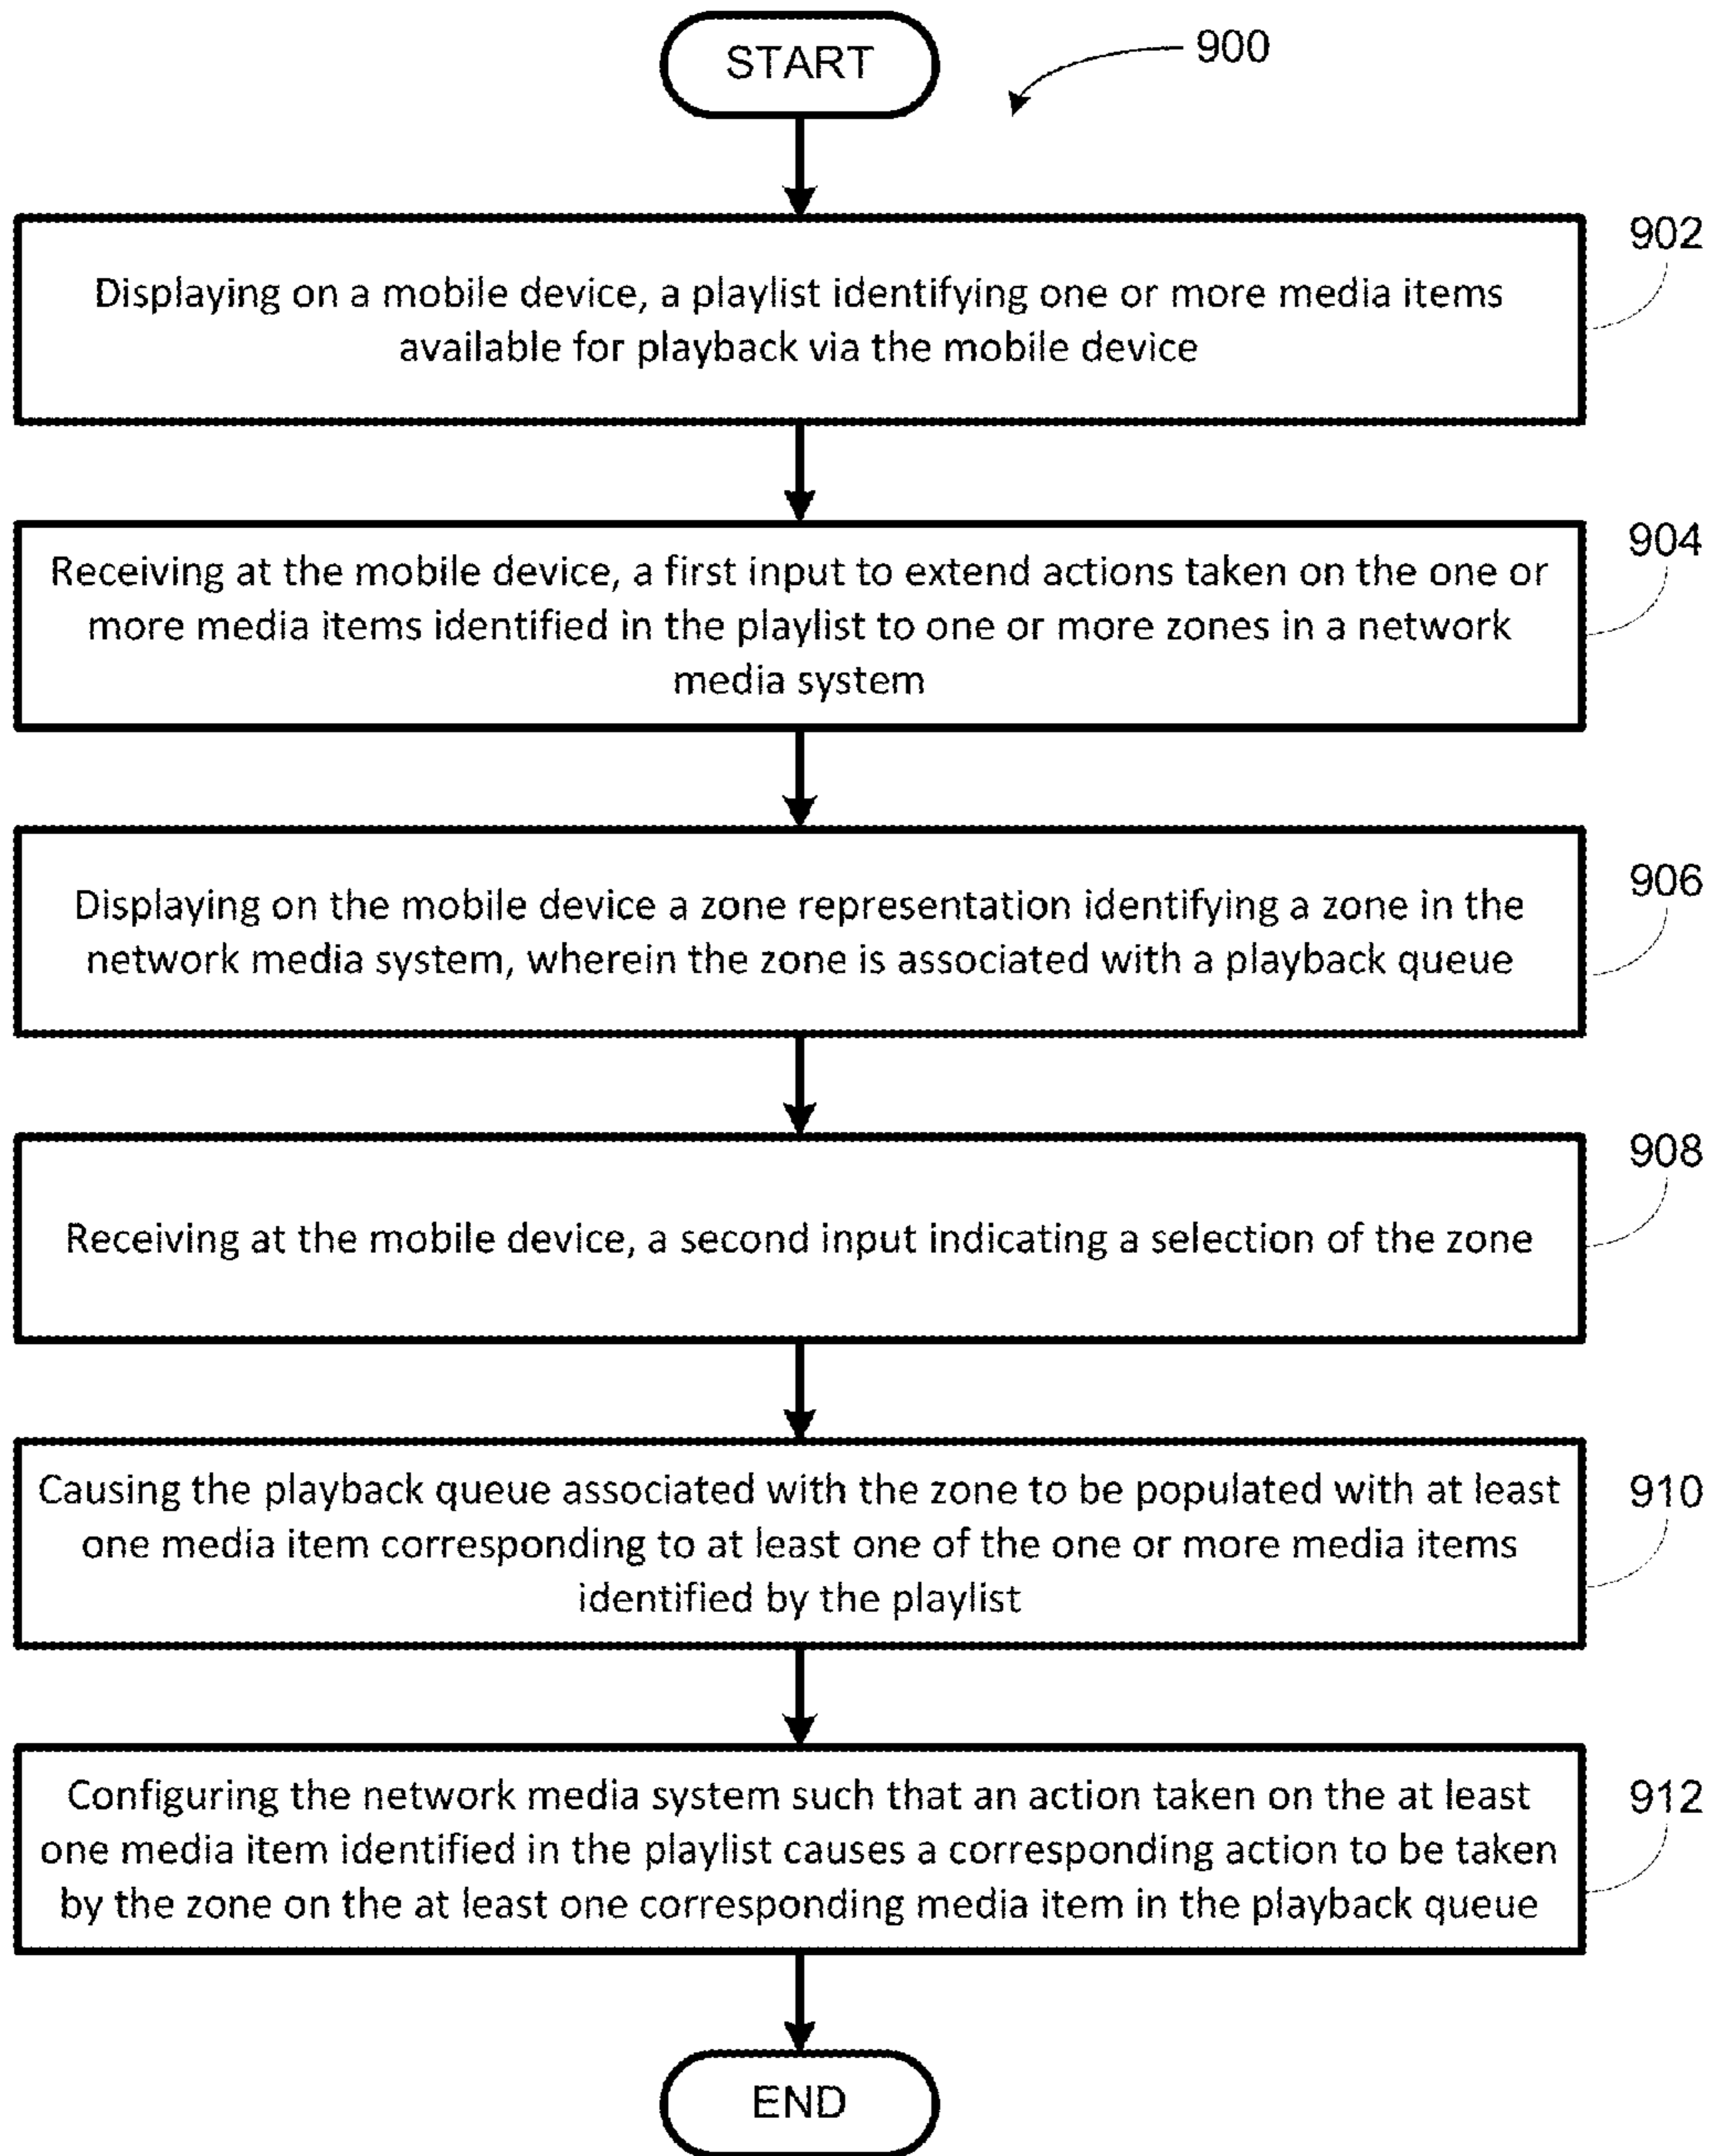 START
900
902
Displaying on a mobile device, a playlist identifying one or more media items
available for playback via the mobile device
904
Receiving at the mobile device, a first input to extend actions taken on the one or
more media items identified in the playlist to one or more zones in a network
media system
906
Displaying on the mobile device a zone representation identifying a zone in the
network media system, wherein the zone is associated with a playback queue
908
Receiving at the mobile device, a second input indicating a selection of the zone
910
Causing the playback queue associated with the zone to be populated with at least
one media item corresponding to at least one of the one or more media items
identified by the playlist
912
Configuring the network media system such that an action taken on the at least
one media item identified in the playlist causes a corresponding action to be taken
by the zone on the at least one corresponding media item in the playback queue
END